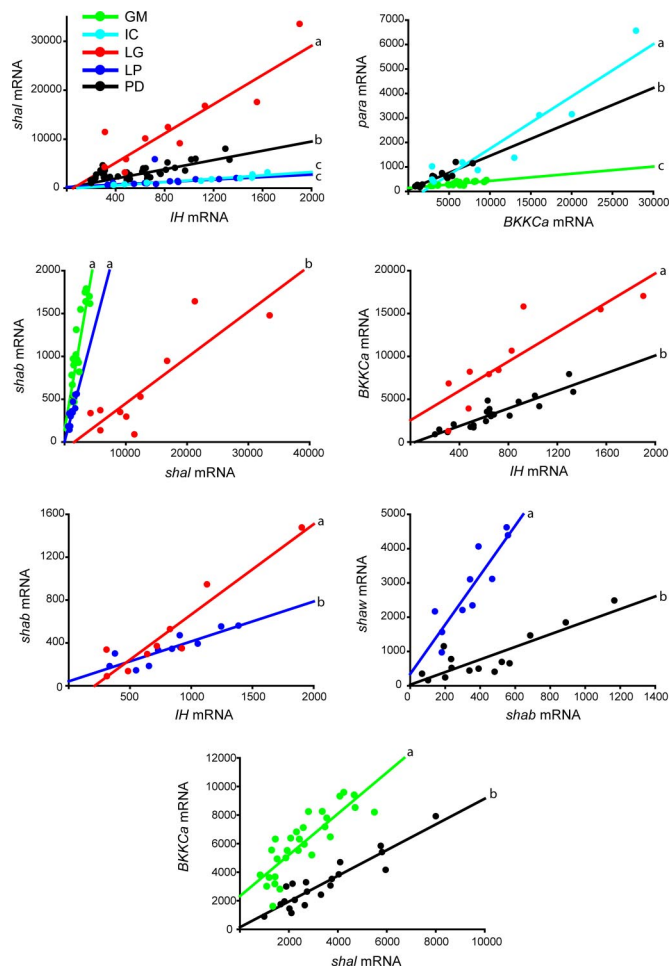 GM
IC
LG
LP
PD
shal mRNA
30000
20000
10000
0
400
800
1200
1600
2000
IH mRNA
a
b
c
para mRNA
7000
6000
5000
4000
3000
2000
1000
0
5000
10000
15000
20000
25000
30000
BKKCa mRNA
a
b
c
shab mRNA
2000
1500
1000
500
0
0
10000
20000
30000
40000
shal mRNA
a
a
b
BKKCa mRNA
20000
15000
10000
5000
0
0
400
800
1200
1600
2000
IH mRNA
a
b
shab mRNA
1600
1200
800
400
0
0
500
1000
1500
2000
IH mRNA
a
b
shaw mRNA
5000
4000
3000
2000
1000
0
0
200
400
600
800
1000
1200
1400
shab mRNA
a
b
BKKCa mRNA
12000
10000
8000
6000
4000
2000
0
2000
4000
6000
8000
10000
shal mRNA
a
b